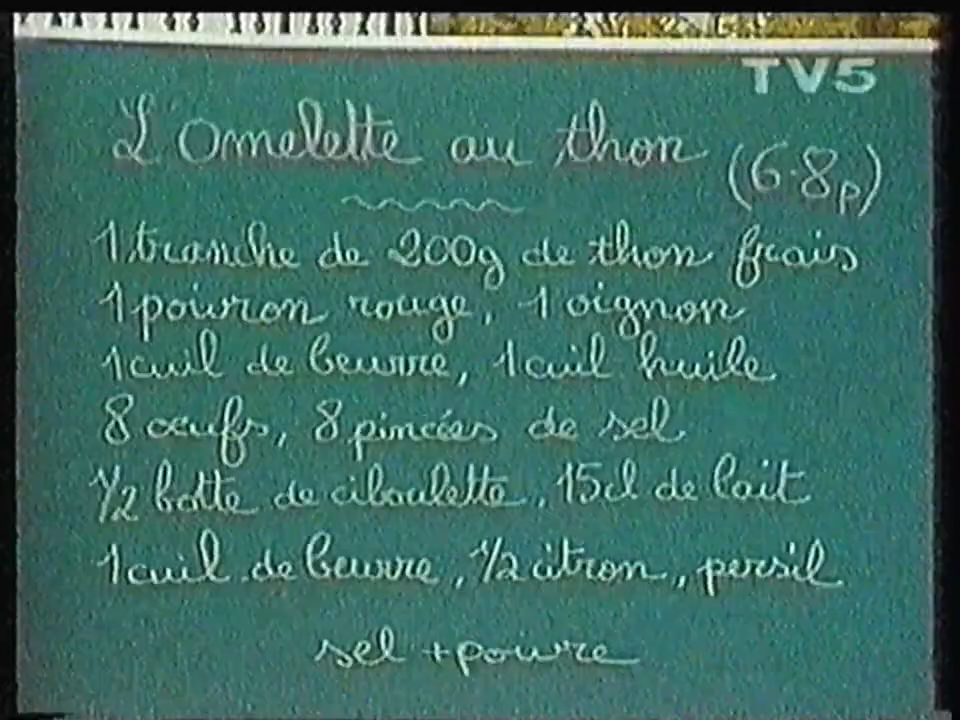 TV5
L'Omelette au thon (6-8p)
1 tranche de 200g de thon frais
1 poivron rouge, 1 oignon
1 cuil de beurre, 1 cuil huile
8 œufs, 8 pincées de sel
1/2 botte de ciboulette, 15cl de lait
1 cuil de beurre, 1/2 citron, persil
sel + poivre